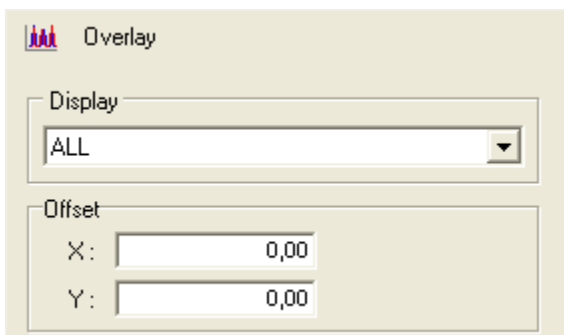 Overlay
Display
ALL
Offset
X: 0,00
Y: 0,00